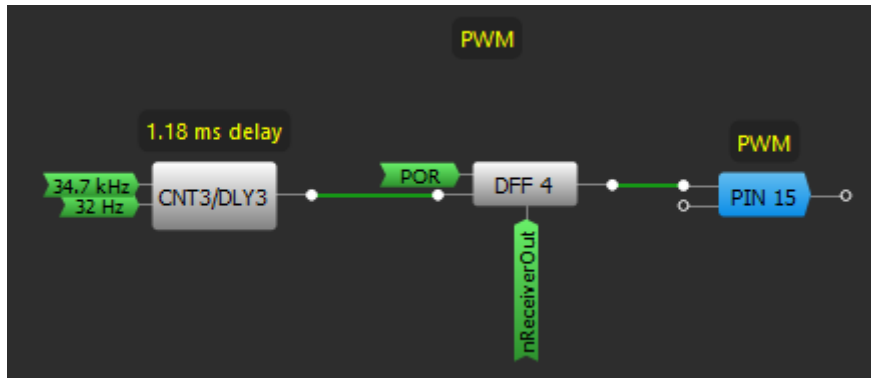 PWM
1.18 ms delay
PWM
34.7 kHz
32 Hz
CNT3/DLY3
POR
DFF 4
PIN 15
nReceiverOut